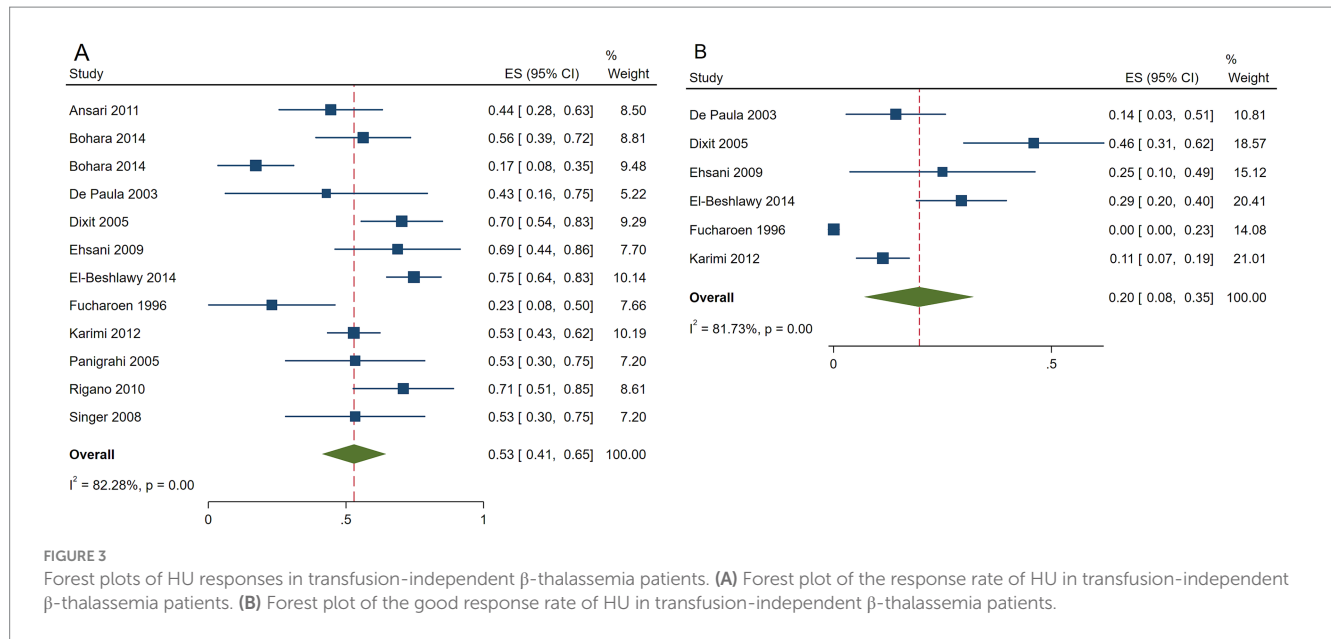 A
%
Study ES (95% CI) Weight
Ansari 2011 0.44 [ 0.28, 0.63] 8.50
Bohara 2014 0.56 [ 0.39, 0.72] 8.81
Bohara 2014 0.17 [ 0.08, 0.35] 9.48
De Paula 2003 0.43 [ 0.16, 0.75] 5.22
Dixit 2005 0.70 [ 0.54, 0.83] 9.29
Ehsani 2009 0.69 [ 0.44, 0.86] 7.70
El-Beshlawy 2014 0.75 [ 0.64, 0.83] 10.14
Fucharoen 1996 0.23 [ 0.08, 0.50] 7.66
Karimi 2012 0.53 [ 0.43, 0.62] 10.19
Panigrahi 2005 0.53 [ 0.30, 0.75] 7.20
Rigano 2010 0.71 [ 0.51, 0.85] 8.61
Singer 2008 0.53 [ 0.30, 0.75] 7.20
Overall 0.53 [ 0.41, 0.65] 100.00
I² = 82.28%, p = 0.00
0 .5 1
B
%
Study ES (95% CI) Weight
De Paula 2003 0.14 [ 0.03, 0.51] 10.81
Dixit 2005 0.46 [ 0.31, 0.62] 18.57
Ehsani 2009 0.25 [ 0.10, 0.49] 15.12
El-Beshlawy 2014 0.29 [ 0.20, 0.40] 20.41
Fucharoen 1996 0.00 [ 0.00, 0.23] 14.08
Karimi 2012 0.11 [ 0.07, 0.19] 21.01
Overall 0.20 [ 0.08, 0.35] 100.00
I² = 81.73%, p = 0.00
0 .5
FIGURE 3
Forest plots of HU responses in transfusion-independent β-thalassemia patients. (A) Forest plot of the response rate of HU in transfusion-independent
β-thalassemia patients. (B) Forest plot of the good response rate of HU in transfusion-independent β-thalassemia patients.